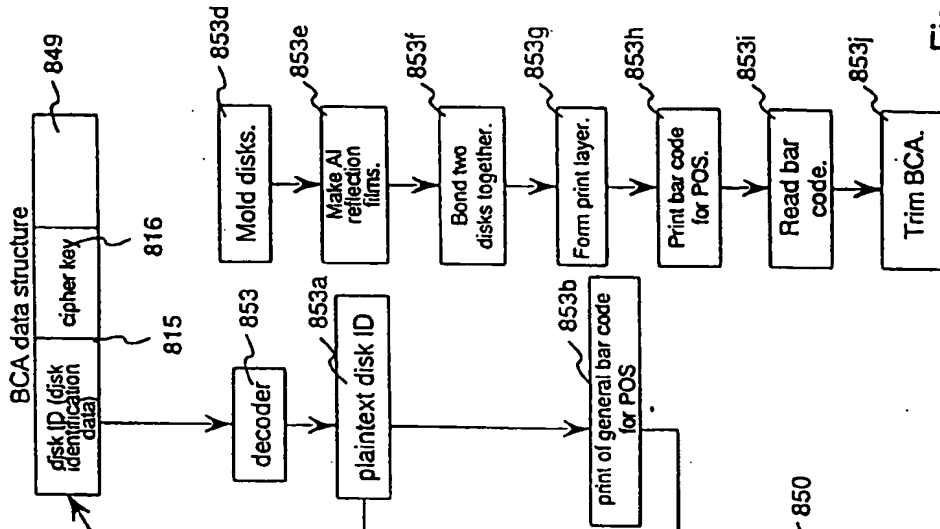 BCA data structure
849
disk ID (disk
identification
data)
cipher key
816
815
853
decoder
853a
plaintext disk ID
853b
print of general bar code
for POS
850
853d
Mold disks.
853e
Make Al
reflection
films.
853f
Bond two
disks together.
853g
Form print layer.
853h
Print bar code
for POS.
853i
Read bar
code.
853j
Trim BCA.